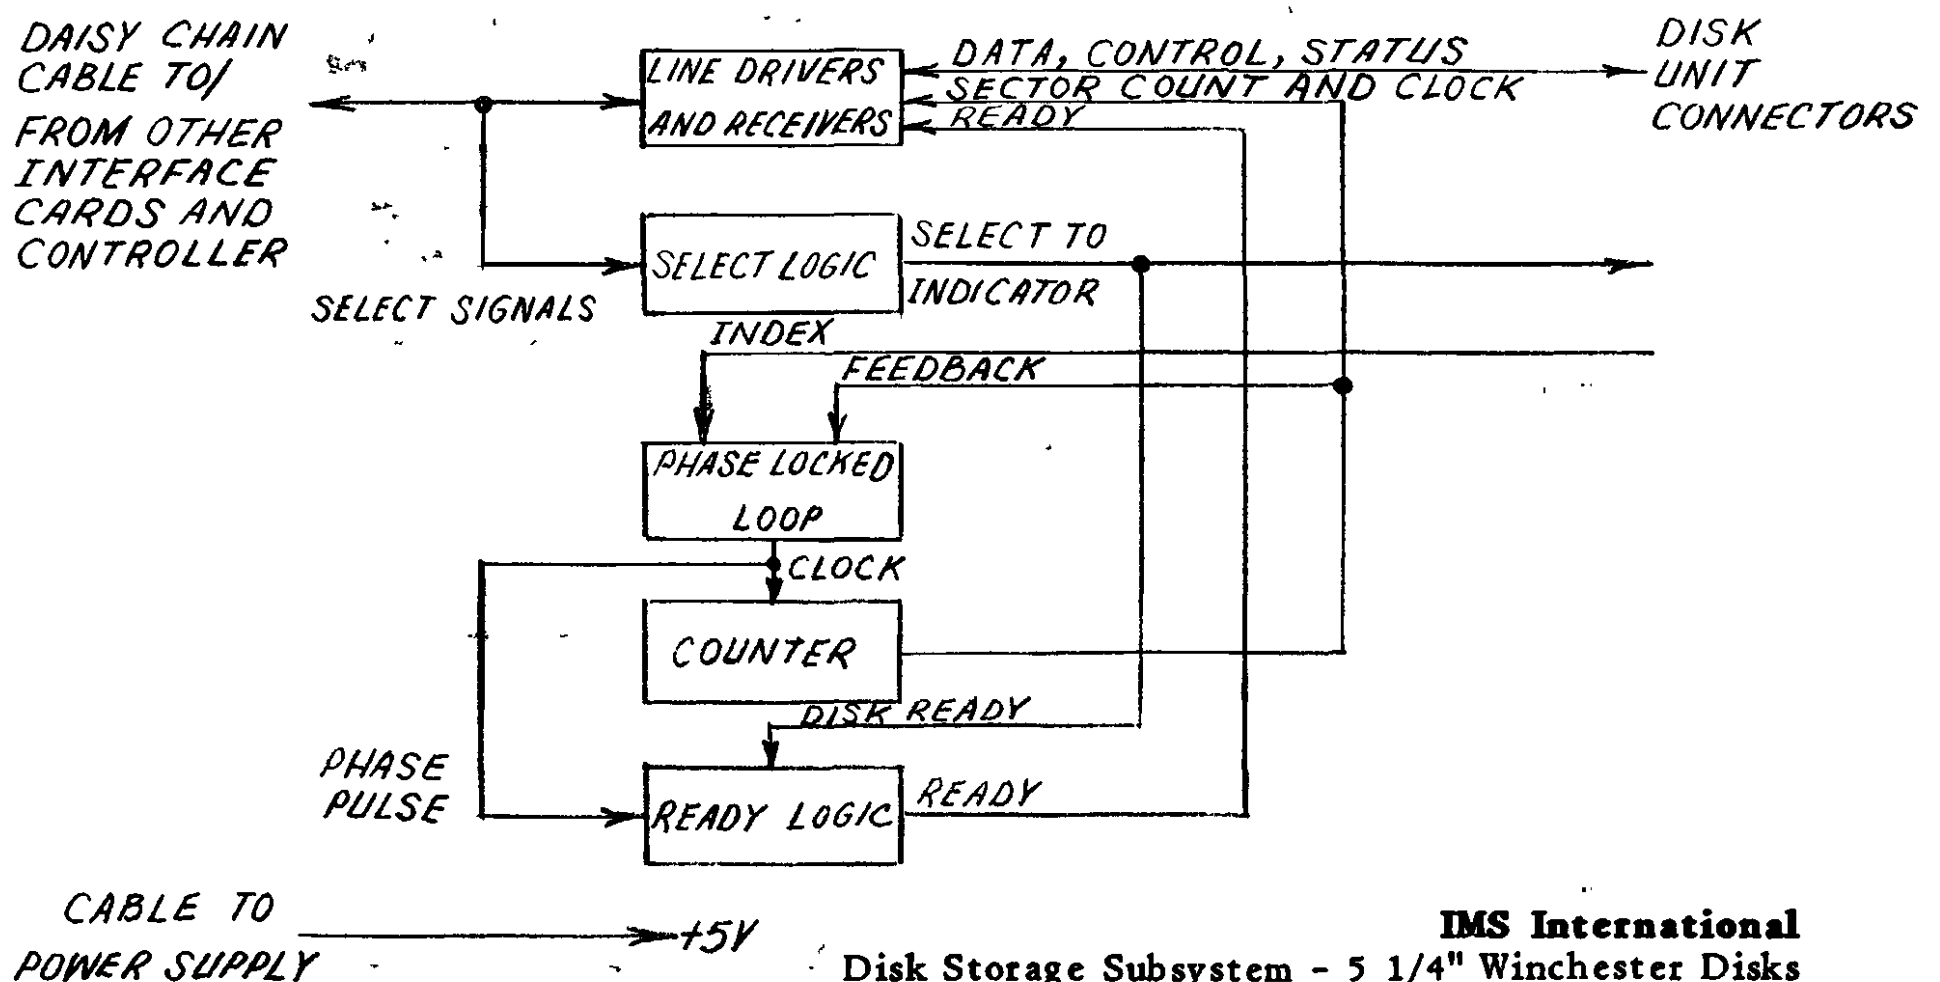 DAISY CHAIN
CABLE TO/
FROM OTHER
INTERFACE
CARDS AND
CONTROLLER
LINE DRIVERS
AND RECEIVERS
DATA, CONTROL, STATUS
SECTOR COUNT AND CLOCK
READY
DISK
UNIT
CONNECTORS
SELECT SIGNALS
SELECT LOGIC
SELECT TO
INDICATOR
INDEX
FEEDBACK
PHASE LOCKED
LOOP
CLOCK
COUNTER
DISK READY
PHASE
PULSE
READY LOGIC
READY
CABLE TO
POWER SUPPLY
+5V
IMS International
Disk Storage Subsystem - 5 1/4" Winchester Disks